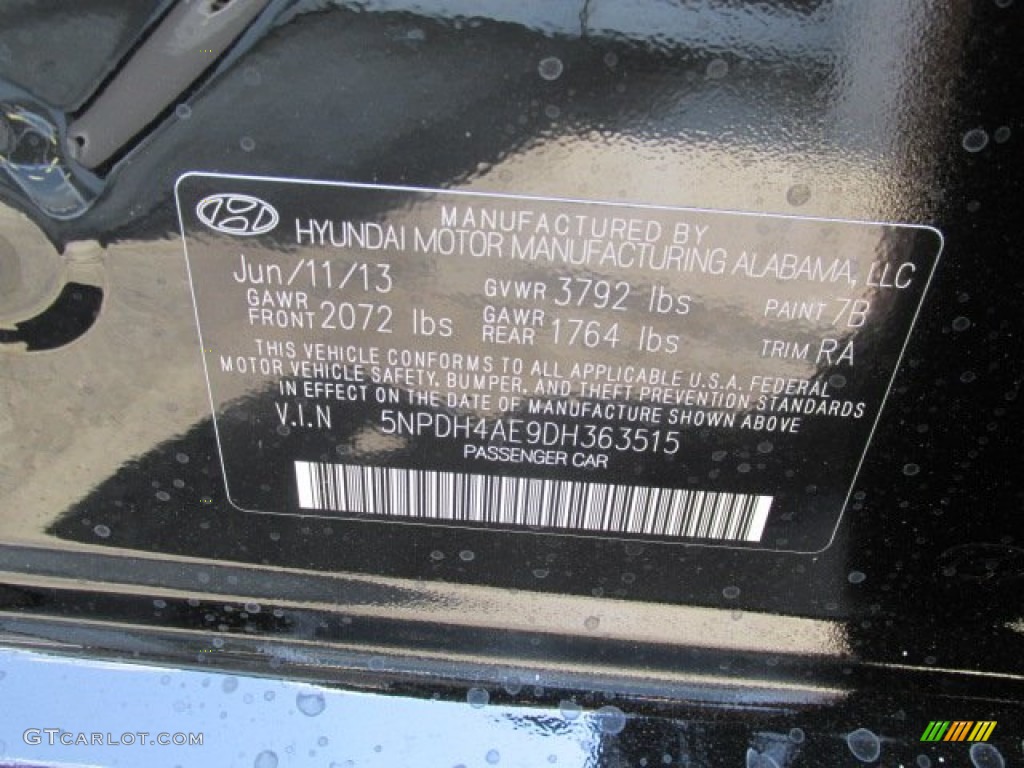 MANUFACTURED BY
HYUNDAI MOTOR MANUFACTURING ALABAMA, LLC
Jun/11/13 GVWR 3792 lbs PAINT 7B
GAWR FRONT 2072 lbs GAWR REAR 1764 lbs TRIM RA
THIS VEHICLE CONFORMS TO ALL APPLICABLE U.S.A. FEDERAL
MOTOR VEHICLE SAFETY, BUMPER, AND THEFT PREVENTION STANDARDS
IN EFFECT ON THE DATE OF MANUFACTURE SHOWN ABOVE
V.I.N 5NPDH4AE9DH363515
PASSENGER CAR
GTCARLOT.COM